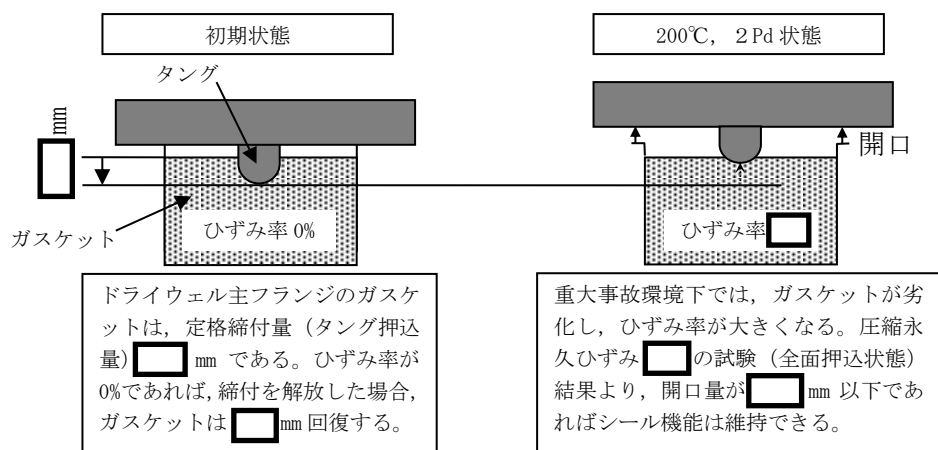 初期状態
200℃, 2Pd 状態
タング
mm
開口
ひずみ率 0%
ひずみ率
ガスケット
ドライウェル主フランジのガスケ
ットは, 定格締付量（タング押込
量） mm である。ひずみ率が
0%であれば,締付を解放した場合,
ガスケットは mm 回復する。
重大事故環境下では, ガスケットが劣
化し, ひずみ率が大きくなる。圧縮永
久ひずみ の試験（全面押込状態）
結果より, 開口量が mm 以下であ
ればシール機能は維持できる。